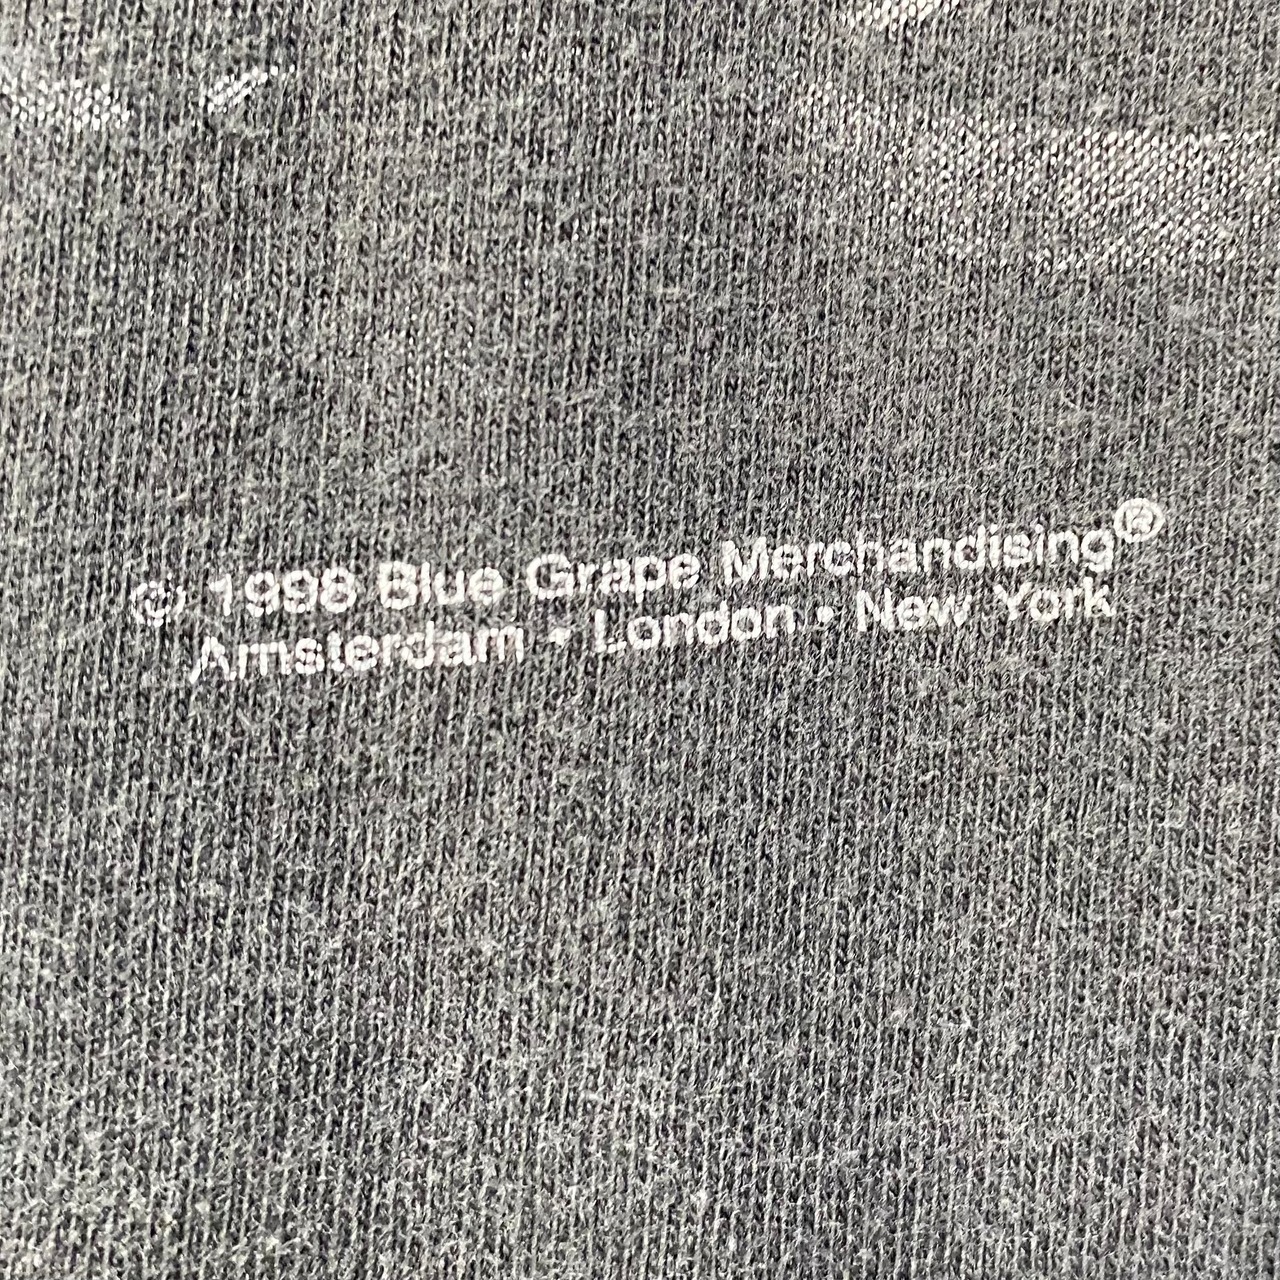 © 1998 Blue Grape Merchandising®
Amsterdam • London • New York